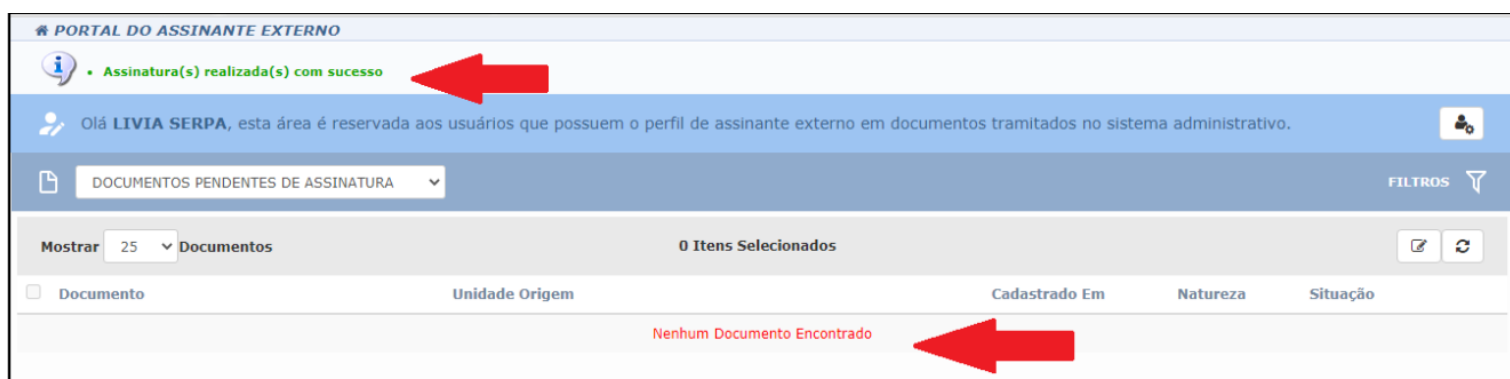 PORTAL DO ASSINANTE EXTERNO
• Assinatura(s) realizada(s) com sucesso
Olá LIVIA SERPA, esta área é reservada aos usuários que possuem o perfil de assinante externo em documentos tramitados no sistema administrativo.
DOCUMENTOS PENDENTES DE ASSINATURA FILTROS
Mostrar 25 Documentos 0 Itens Selecionados
Documento Unidade Origem Cadastrado Em Natureza Situação
Nenhum Documento Encontrado